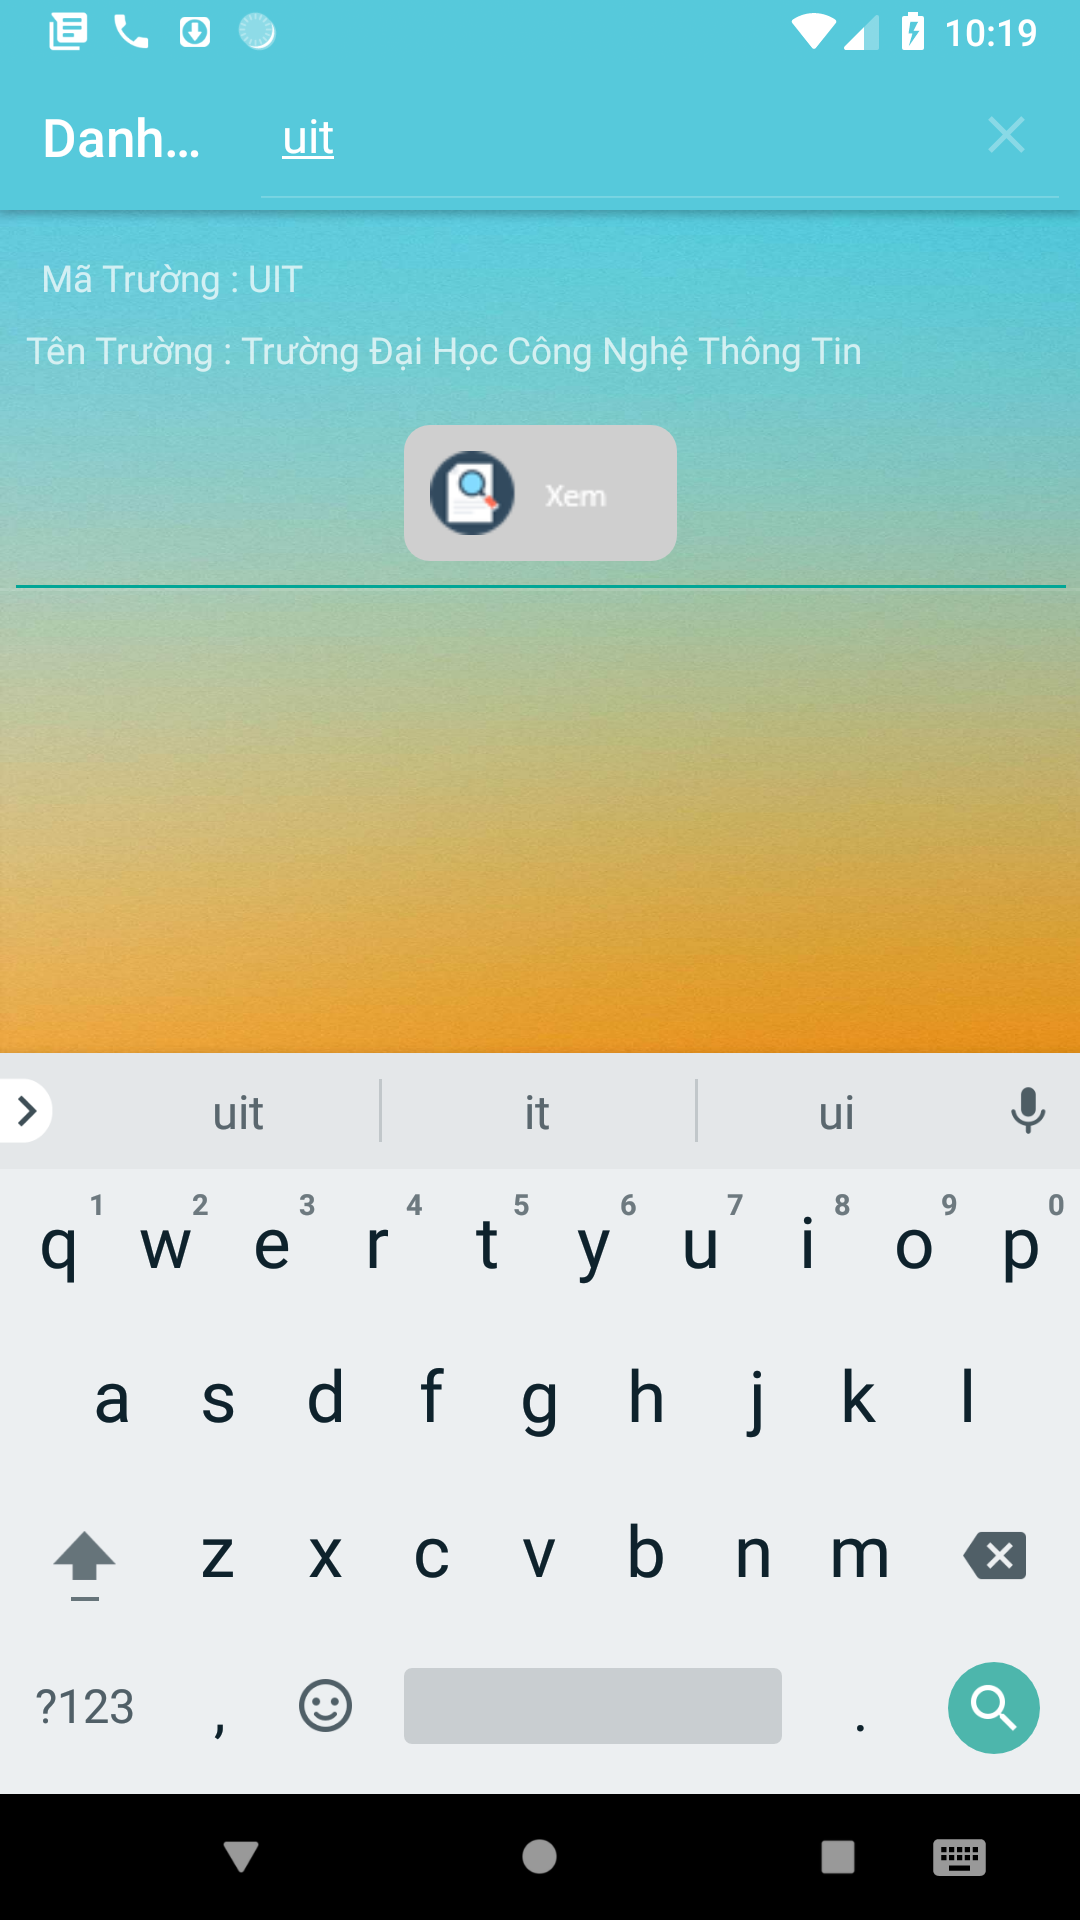 10:19
Danh... uit
Mã Trường : UIT
Tên Trường : Trường Đại Học Công Nghệ Thông Tin
Xem
uit it ui
1 2 3 4 5 6 7 8 9 0
q w e r t y u i o p
a s d f g h j k l
z x c v b n m
?123 , .